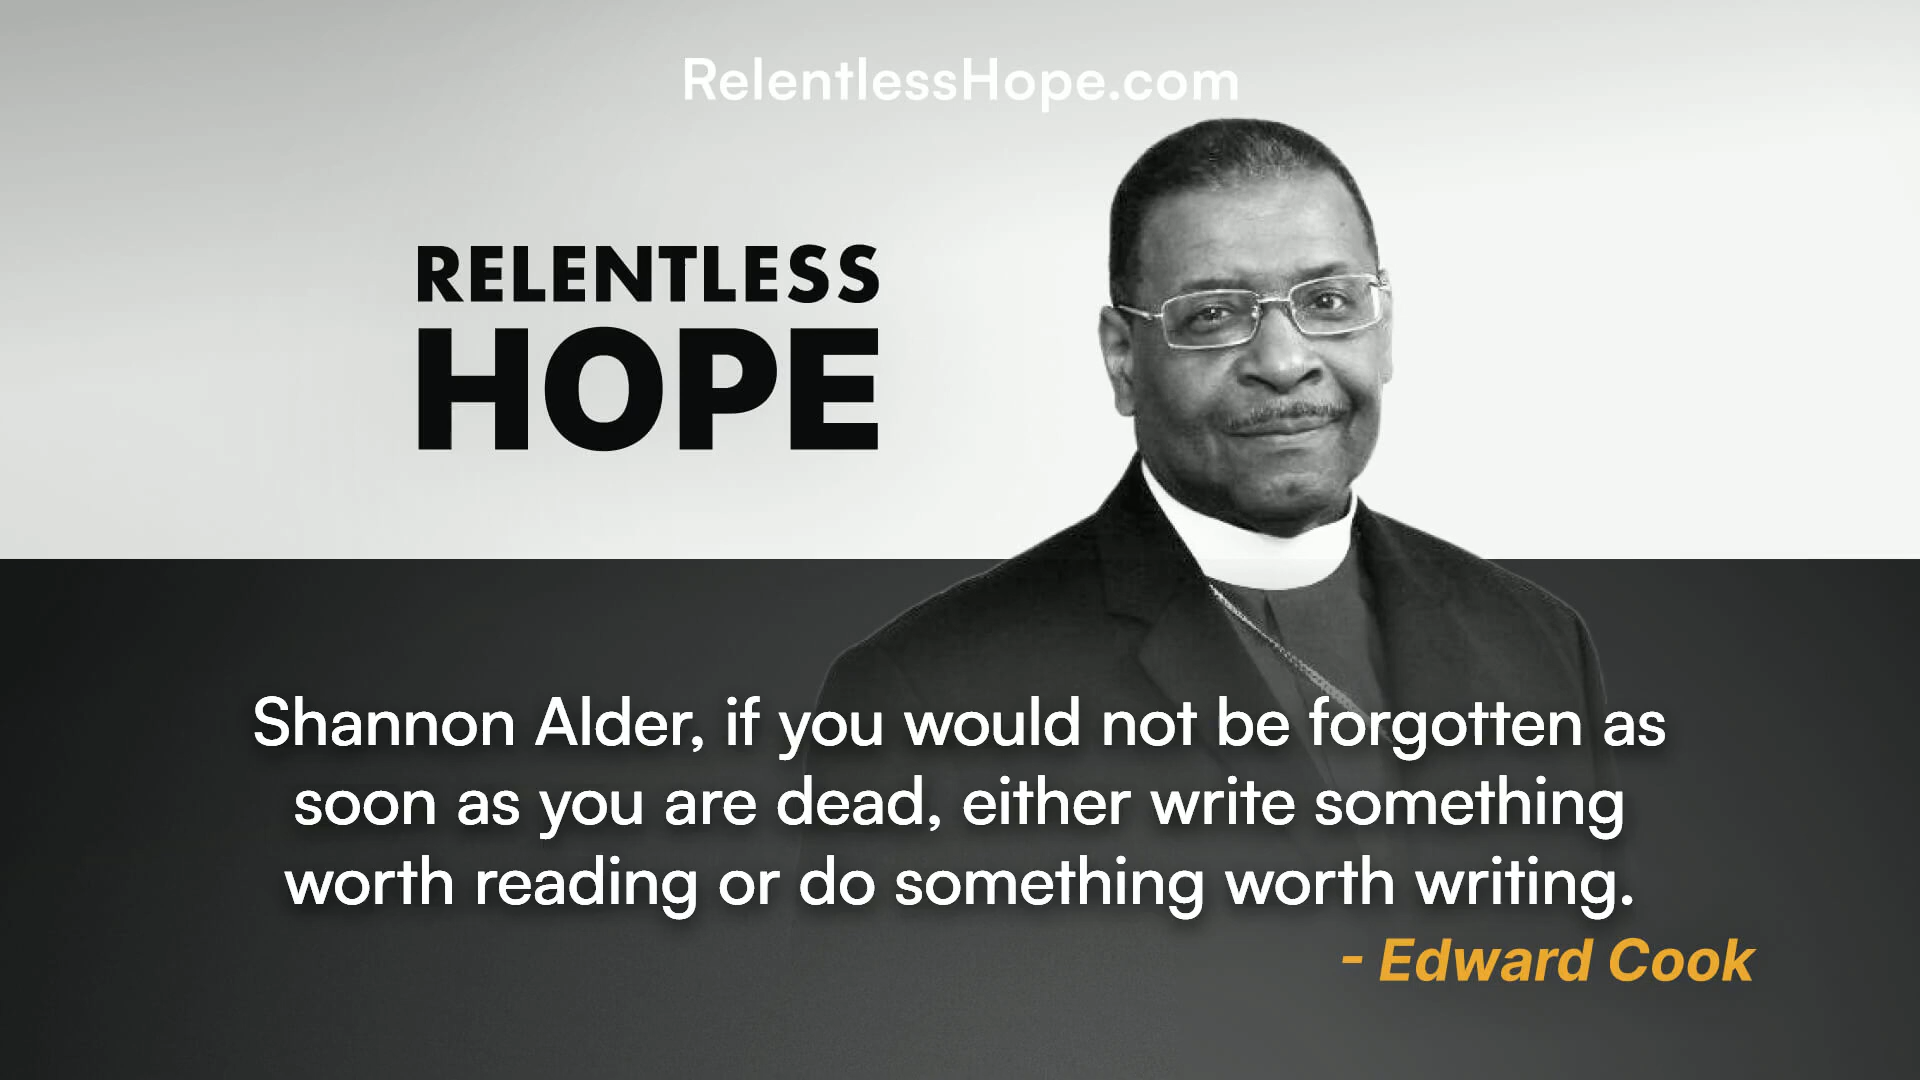 RelentlessHope.com
RELENTLESS
HOPE
Shannon Alder, if you would not be forgotten as
soon as you are dead, either write something
worth reading or do something worth writing.
- Edward Cook